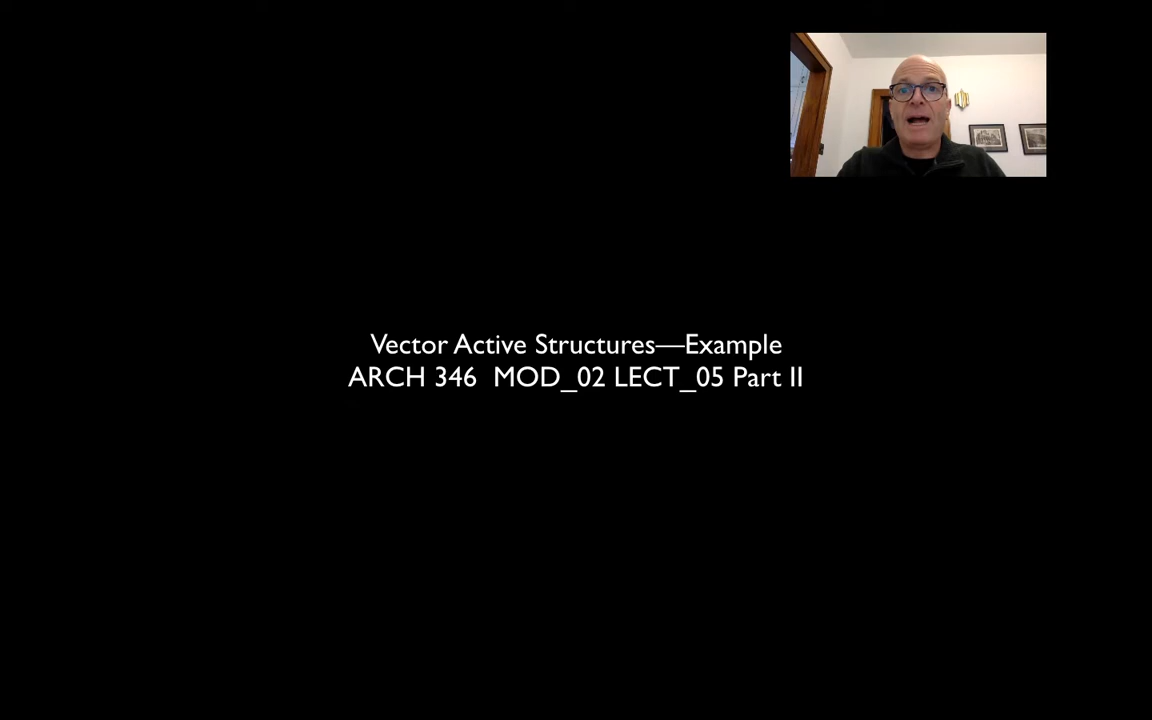 Vector Active Structures—Example
ARCH 346 MOD_02 LECT_05 Part II